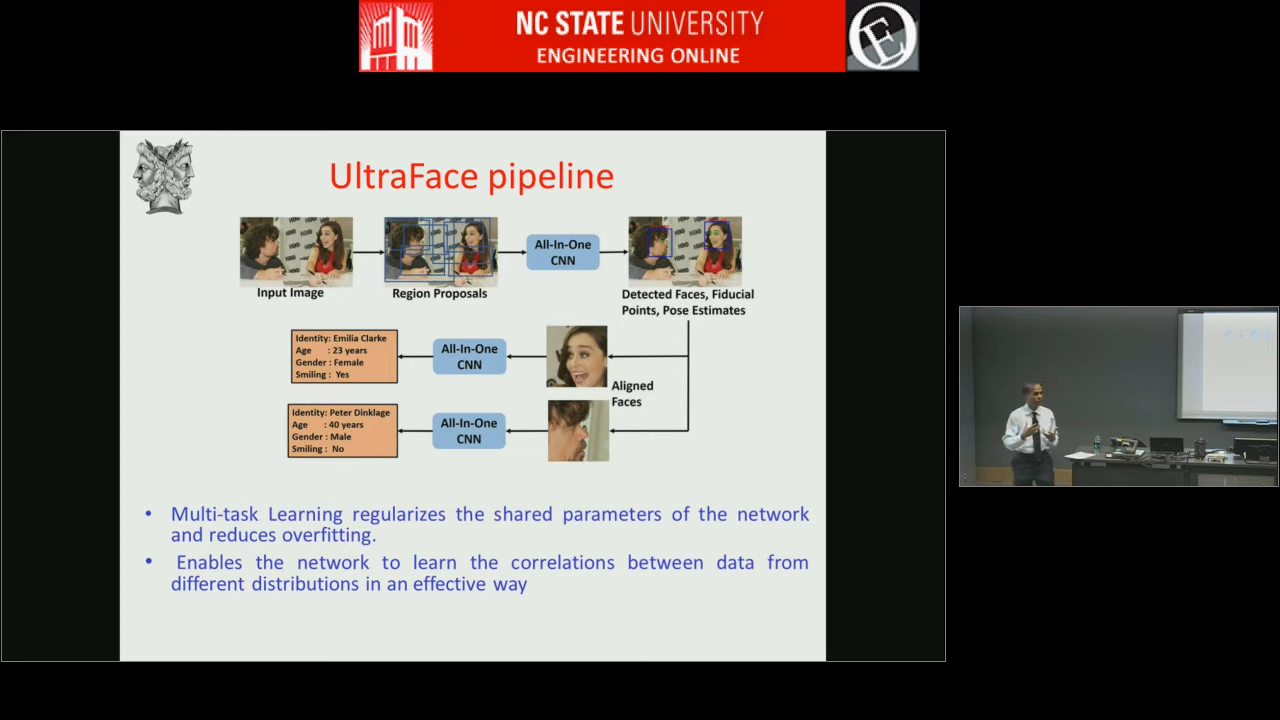 NC STATE UNIVERSITY
ENGINEERING ONLINE
UltraFace pipeline
Input Image
Region Proposals
All-In-One
CNN
Detected Faces, Fiducial
Points, Pose Estimates
Identity: Emilia Clarke
Age : 23 years
Gender : Female
Smiling : Yes
All-In-One
CNN
Aligned
Faces
Identity: Peter Dinklage
Age : 40 years
Gender : Male
Smiling : No
All-In-One
CNN
• Multi-task Learning regularizes the shared parameters of the network
and reduces overfitting.
• Enables the network to learn the correlations between data from
different distributions in an effective way